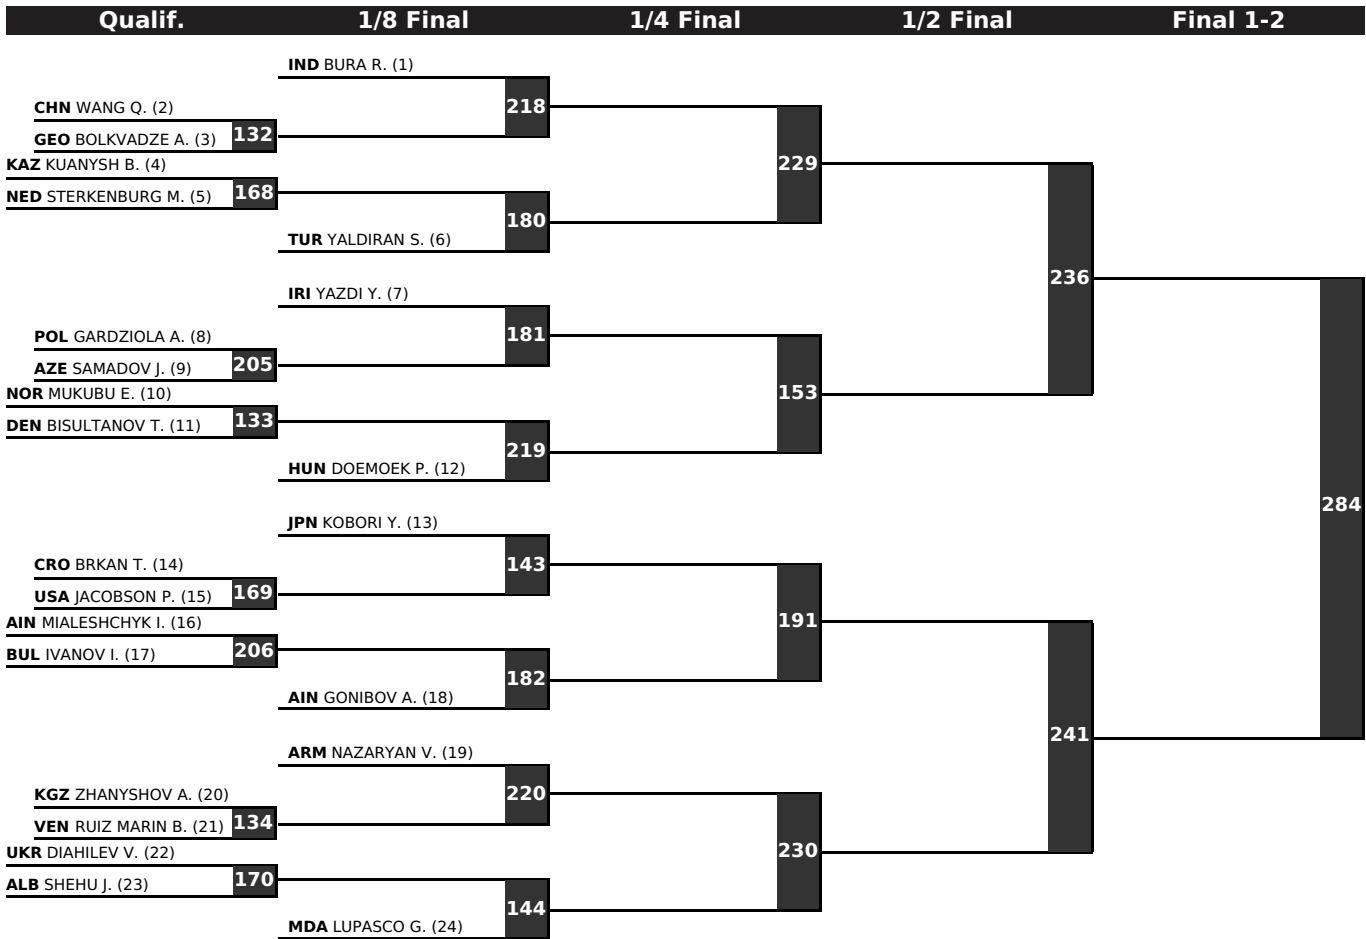 Qualif. 1/8 Final 1/4 Final 1/2 Final Final 1-2
IND BURA R. (1)
218
CHN WANG Q. (2)
132
GEO BOLKVADZE A. (3)
229
KAZ KUANYSH B. (4)
168
NED STERKENBURG M. (5)
180
TUR YALDIRAN S. (6)
236
IRI YAZDI Y. (7)
181
POL GARDZIOLA A. (8)
205
AZE SAMADOV J. (9)
153
NOR MUKUBU E. (10)
133
DEN BISULTANOV T. (11)
219
HUN DOEMOEK P. (12)
284
JPN KOBORI Y. (13)
143
CRO BRKAN T. (14)
169
USA JACOBSON P. (15)
191
AIN MIALESHCHYK I. (16)
206
BUL IVANOV I. (17)
182
AIN GONIBOV A. (18)
241
ARM NAZARYAN V. (19)
220
KGZ ZHANYSHOV A. (20)
134
VEN RUIZ MARIN B. (21)
230
UKR DIAHILEV V. (22)
170
ALB SHEHU J. (23)
144
MDA LUPASCO G. (24)